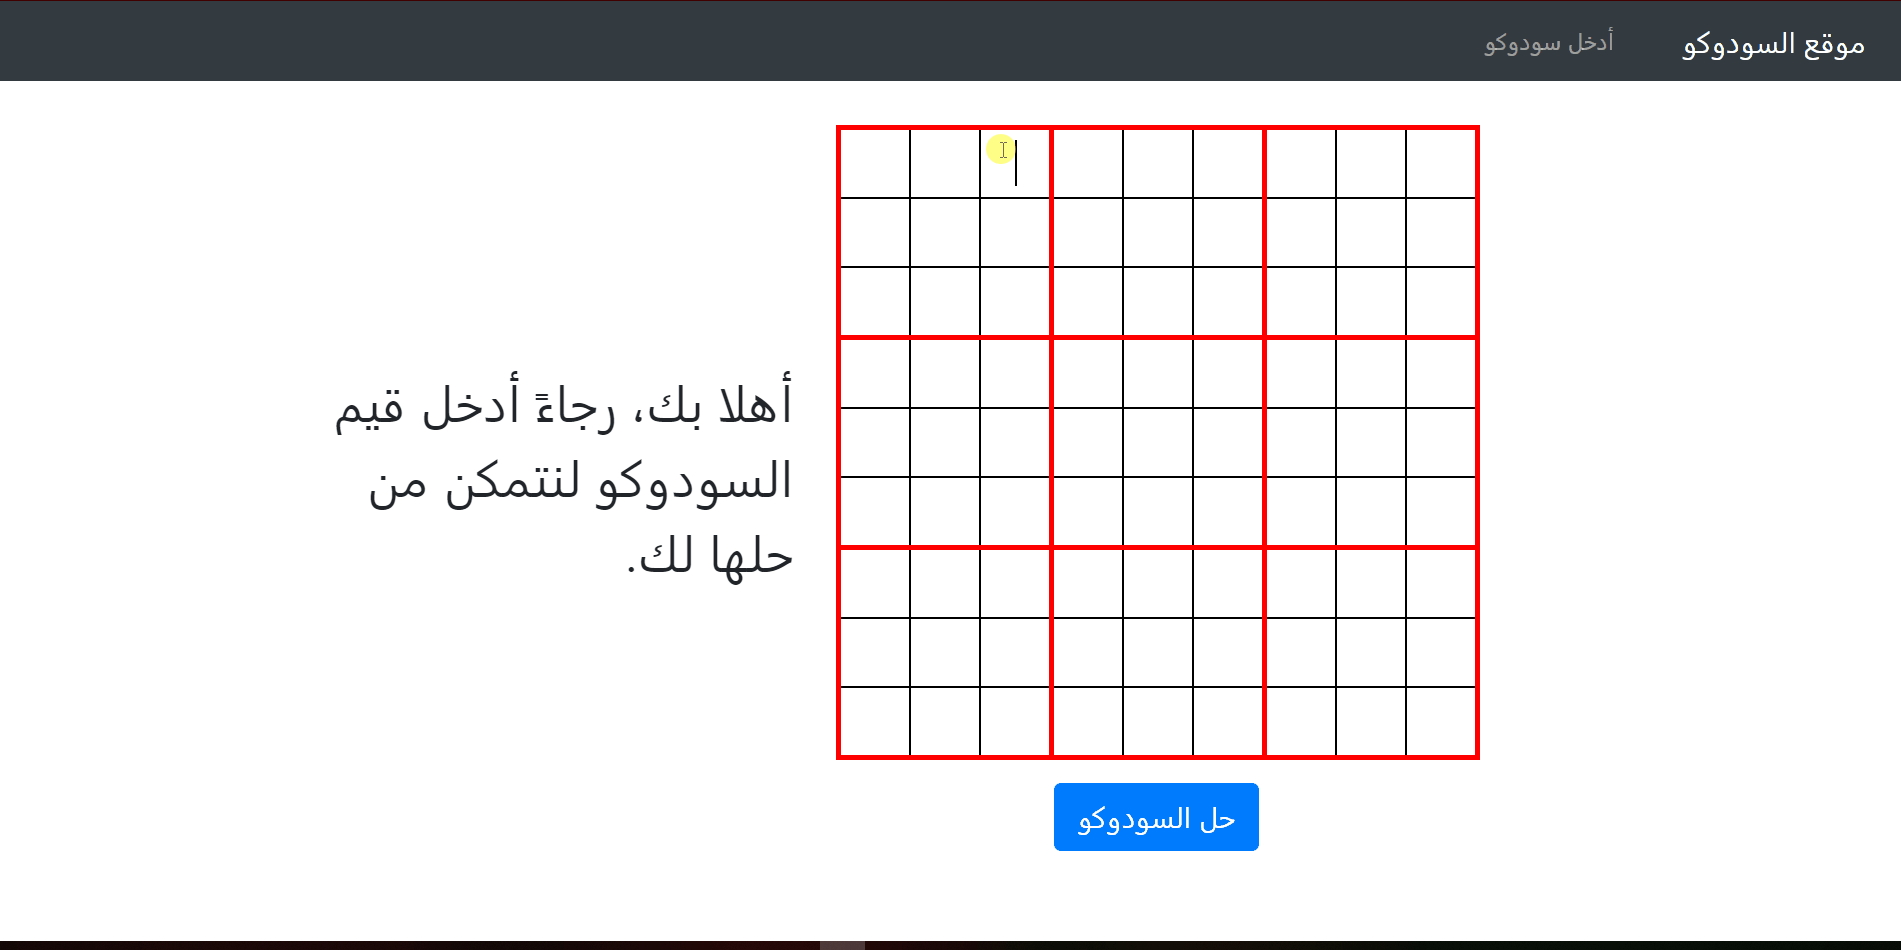 موقع السودوكو
أدخل سودوكو
أهلا بك، رجاءً أدخل قيم
السودوكو لنتمكن من
حلها لك.
حل السودوكو